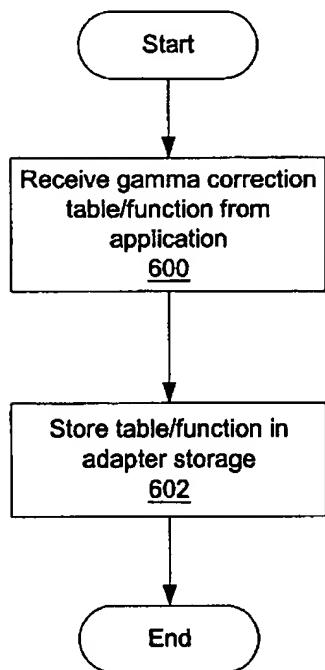 Start
Receive gamma correction
table/function from
application
600
Store table/function in
adapter storage
602
End